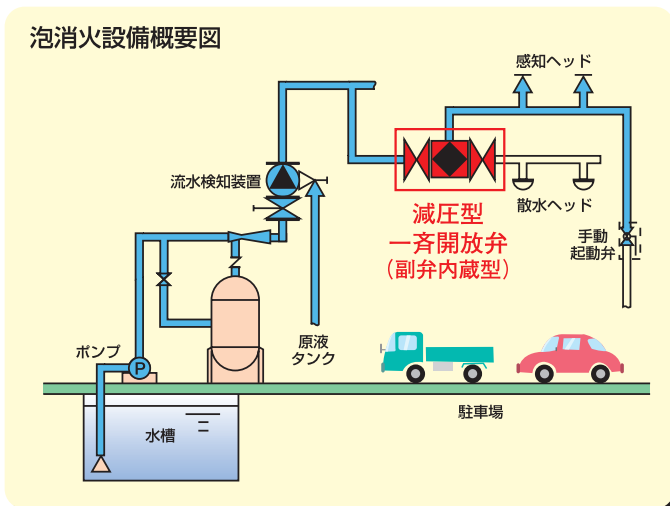 泡消火設備概要図
感知ヘッド
流水検知装置
散水ヘッド
減圧型
一斉開放弁
(副弁内蔵型)
手動
起動弁
原液
タンク
ポンプ
P
駐車場
水槽